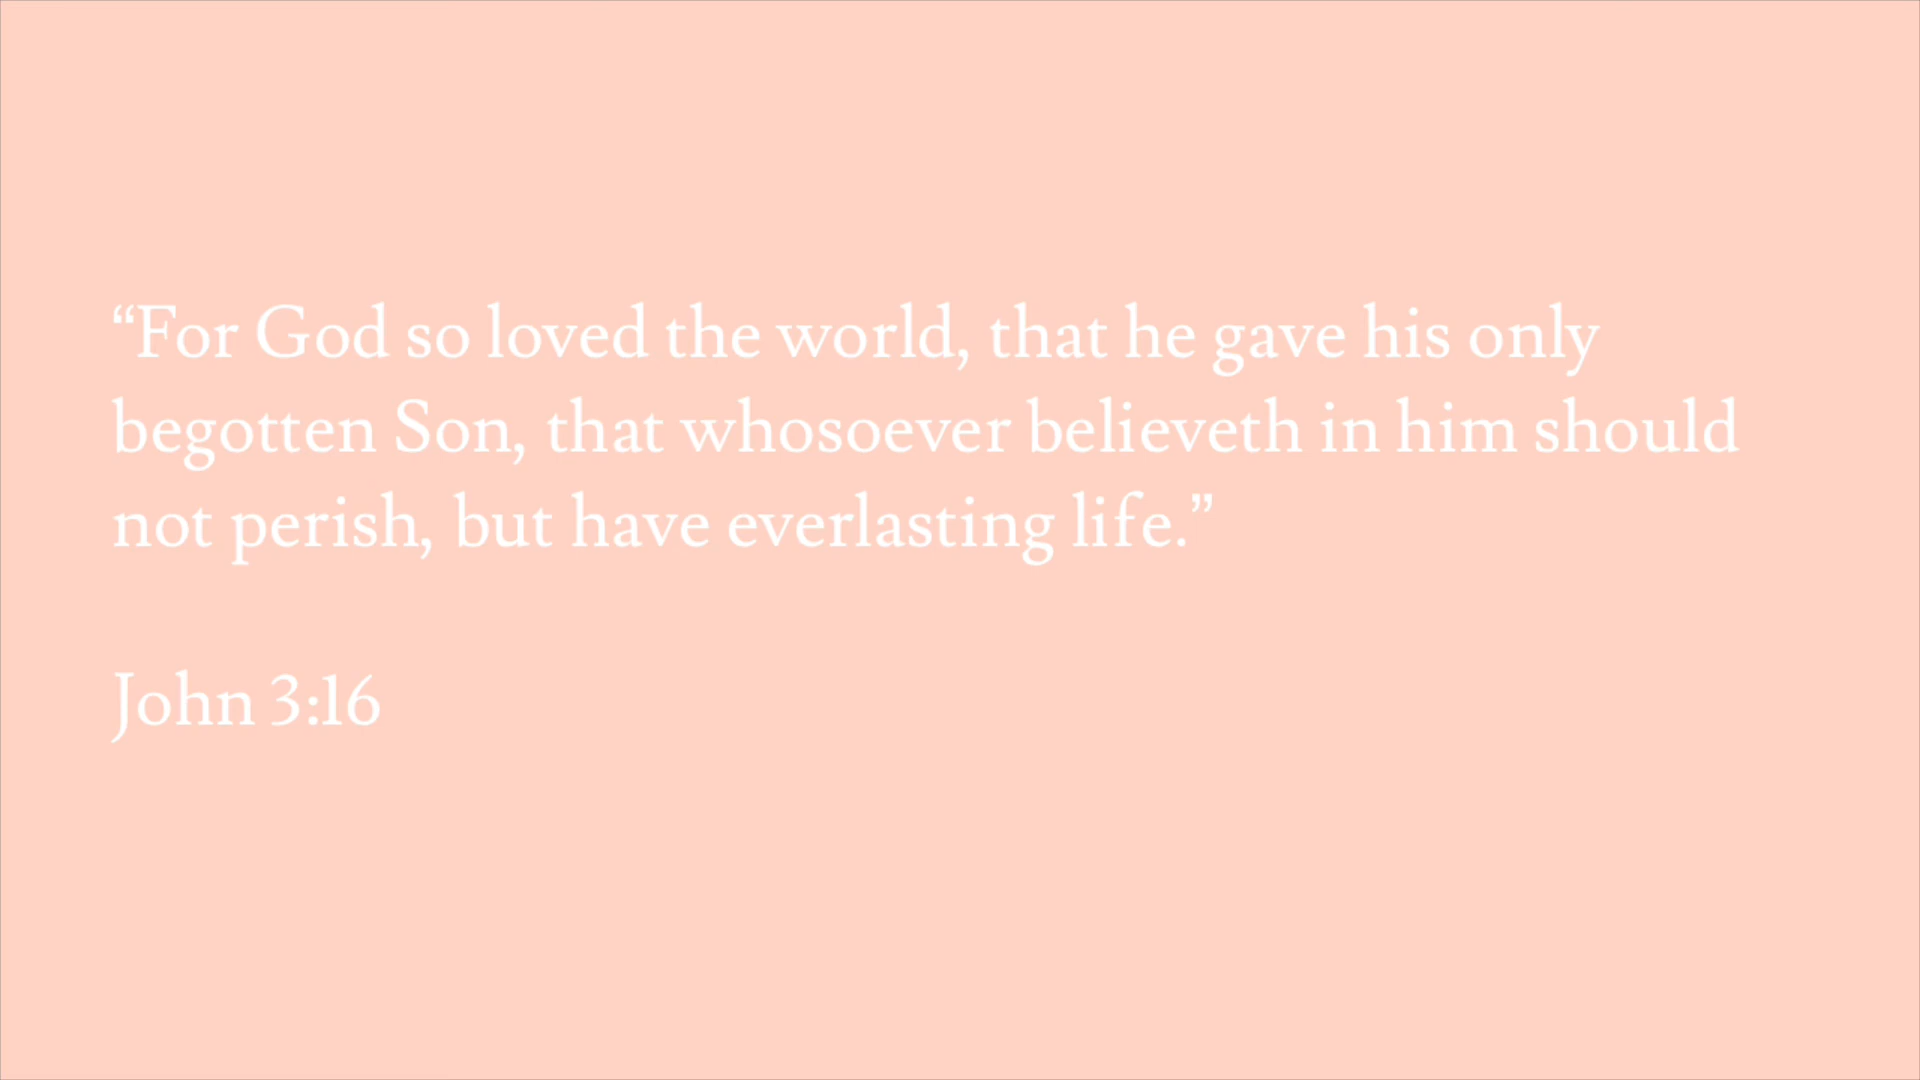 “For God so loved the world, that he gave his only
begotten Son, that whosoever believeth in him should
not perish, but have everlasting life.”
John 3:16